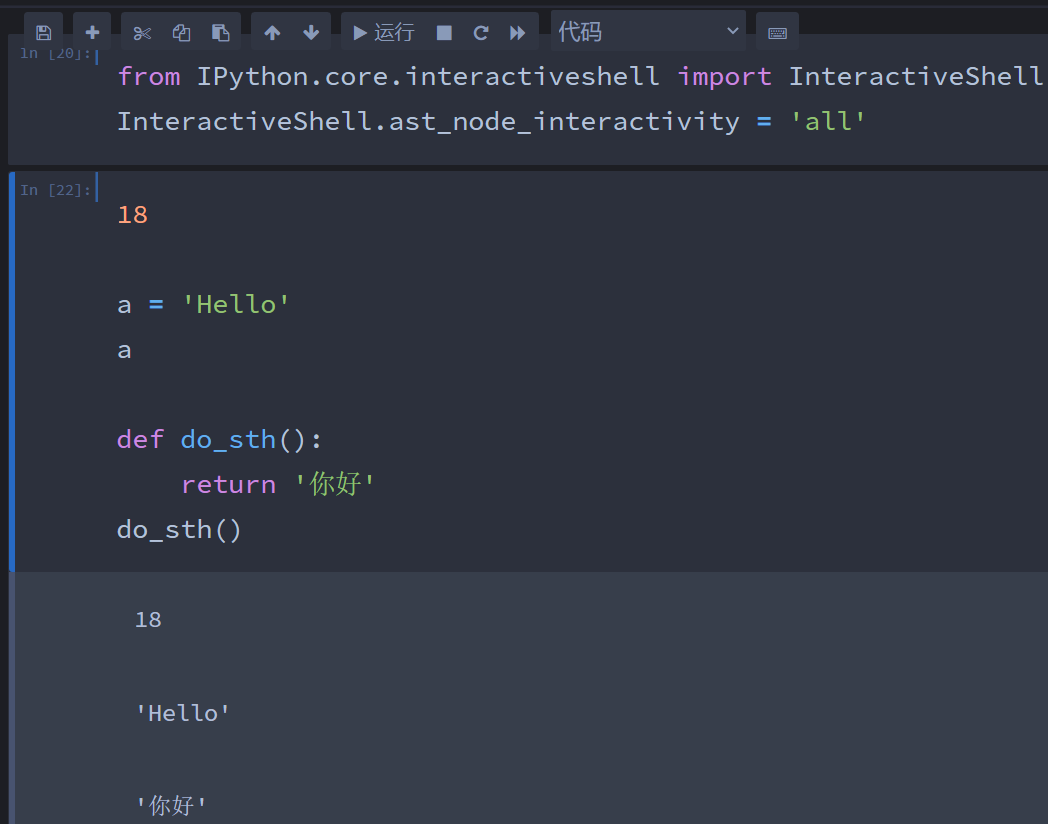 运行
代码
In [20]:
from IPython.core.interactiveshell import InteractiveShell
InteractiveShell.ast_node_interactivity = 'all'
In [22]:
18
a = 'Hello'
a
def do_sth():
    return '你好'
do_sth()
18
'Hello'
'你好'